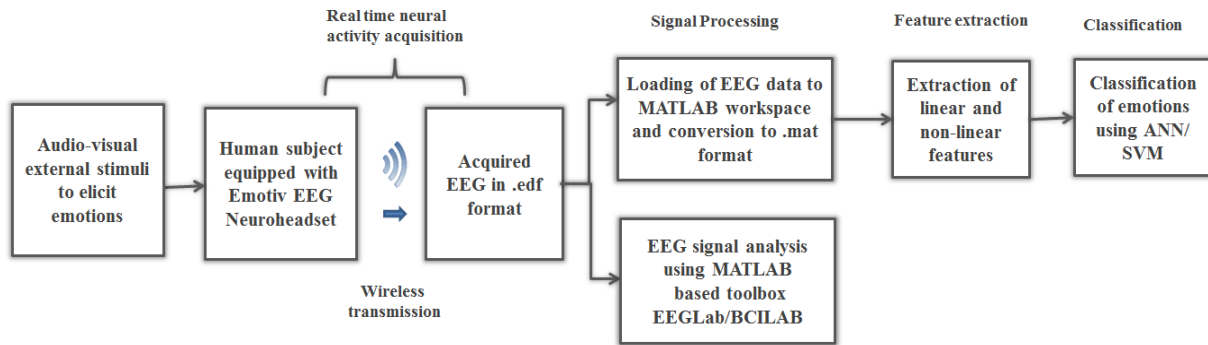 Real time neural
activity acquisition
Signal Processing
Feature extraction
Classification
Audio-visual
external stimuli
to elicit
emotions
Human subject
equipped with
Emotiv EEG
Neuroheadset
Wireless
transmission
Acquired
EEG in .edf
format
Loading of EEG data to
MATLAB workspace
and conversion to .mat
format
EEG signal analysis
using MATLAB
based toolbox
EEGLab/BCILAB
Extraction of
linear and
non-linear
features
Classification
of emotions
using ANN/
SVM